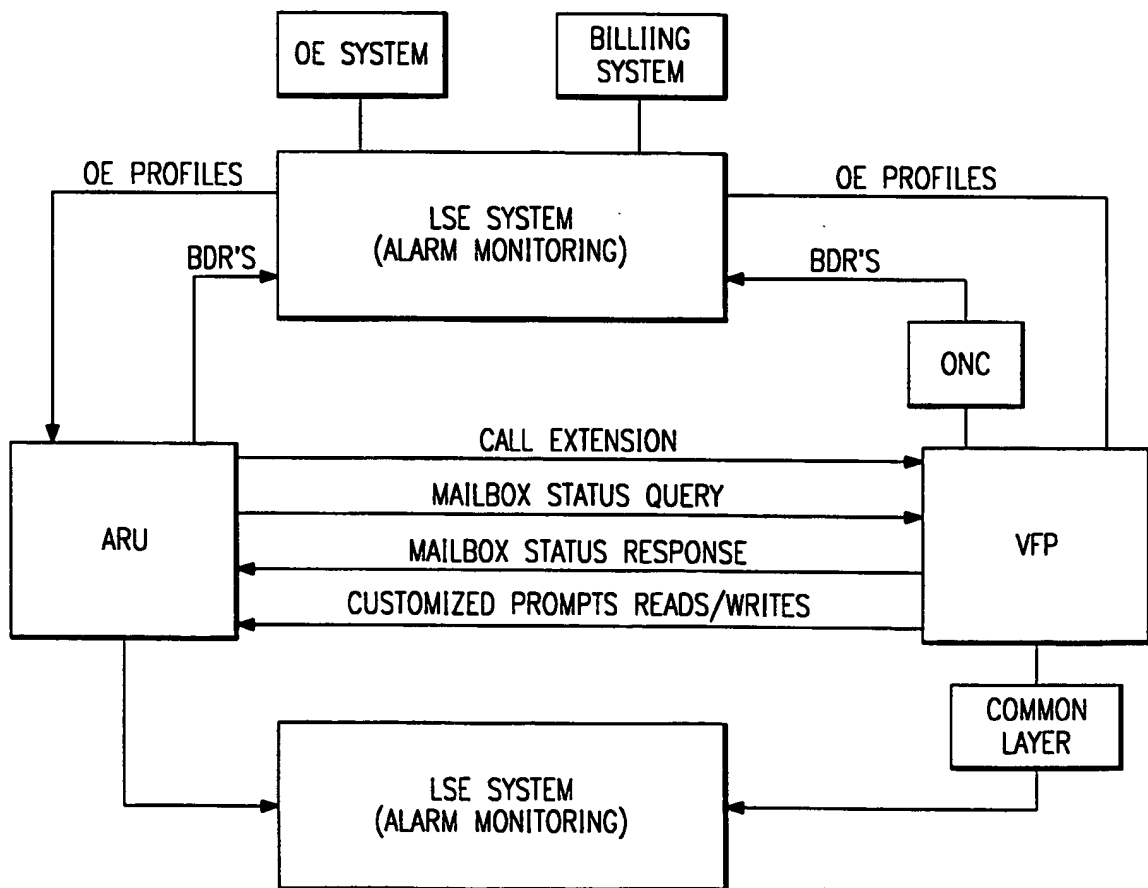 OE SYSTEM
BILLIING
SYSTEM
OE PROFILES
OE PROFILES
LSE SYSTEM
(ALARM MONITORING)
BDR'S
BDR'S
ONC
CALL EXTENSION
MAILBOX STATUS QUERY
ARU
VFP
MAILBOX STATUS RESPONSE
CUSTOMIZED PROMPTS READS/WRITES
COMMON
LAYER
LSE SYSTEM
(ALARM MONITORING)